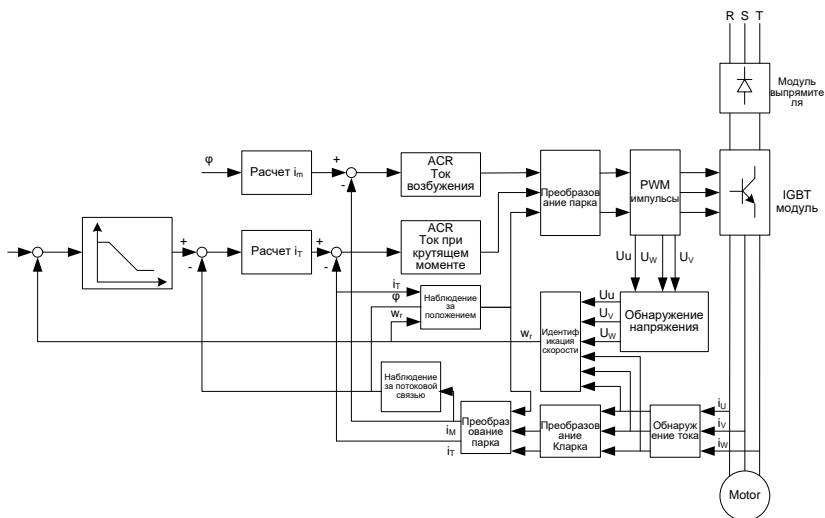 R S T
Модуль
выпрямите
ля
φ
Расчет im
+
-
ACR
Ток
возбужения
Преобразов
ание парка
PWM
импульсы
IGBT
модуль
+
-
Расчет iT
+
-
ACR
Ток при
крутящем
моменте
Uu
UW
UV
iT
φ
wr
Наблюдение
за
положением
wr
Идентиф
икация
скорости
Uu
UV
UW
Обнаружение
напряжения
Наблюдение
за потоковой
связью
iM
iT
Преобраз
ование
парка
Преобразов
ание
Кларка
Обнаруж
ение тока
iU
iV
iW
Motor